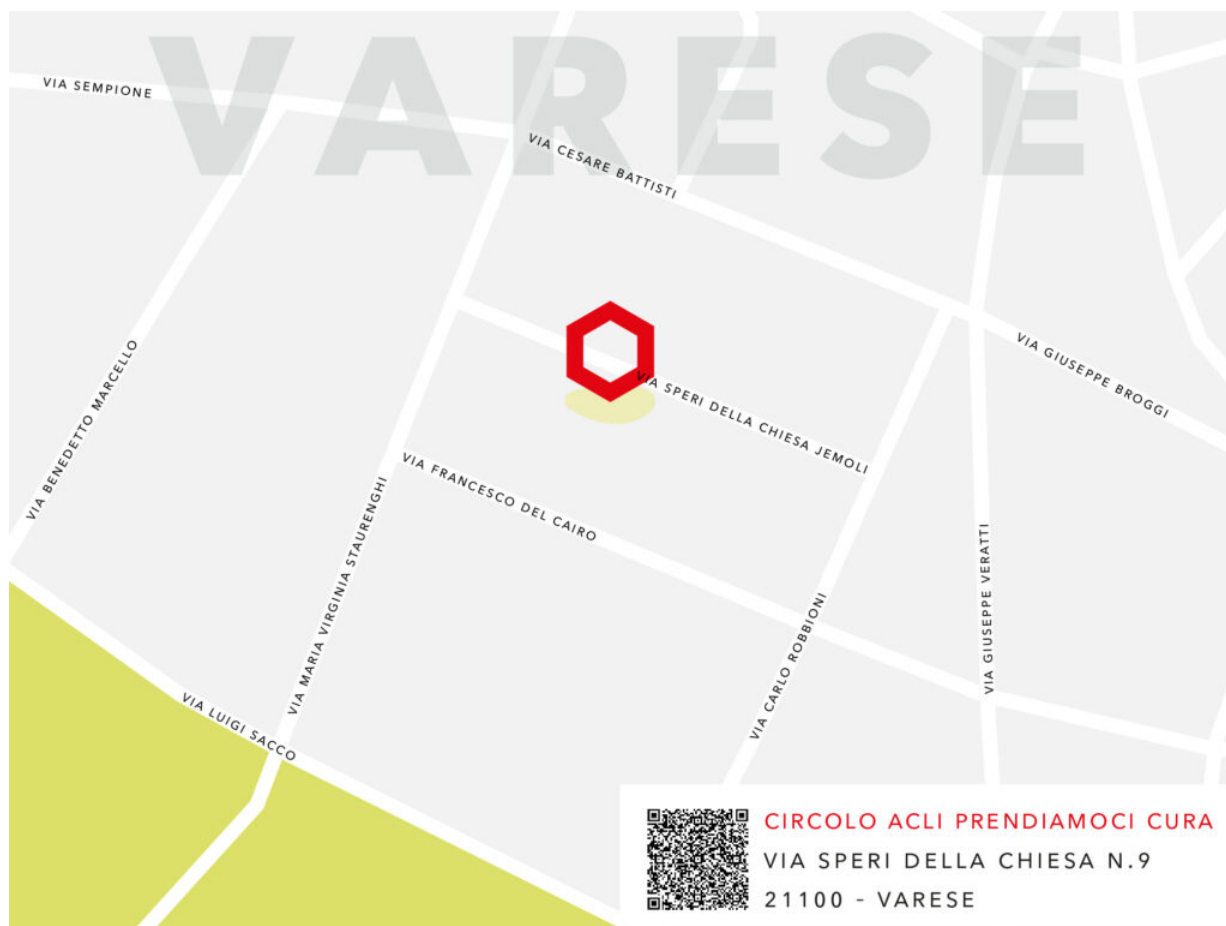 VARESE
VIA SEMPIONE
VIA CESARE BATTISTI
VIA GIUSEPPE BROGGI
VIA BENEDETTO MARCELLO
VIA SPERI DELLA CHIESA JEMOLI
VIA FRANCESCO DEL CAIRO
VIA MARIA VIRGINIA STAURENGHI
VIA GIUSEPPE VERATTI
VIA CARLO ROBBIONI
VIA LUIGI SACCO
CIRCOLO ACLI PRENDIAMOCI CURA
VIA SPERI DELLA CHIESA N.9
21100 - VARESE